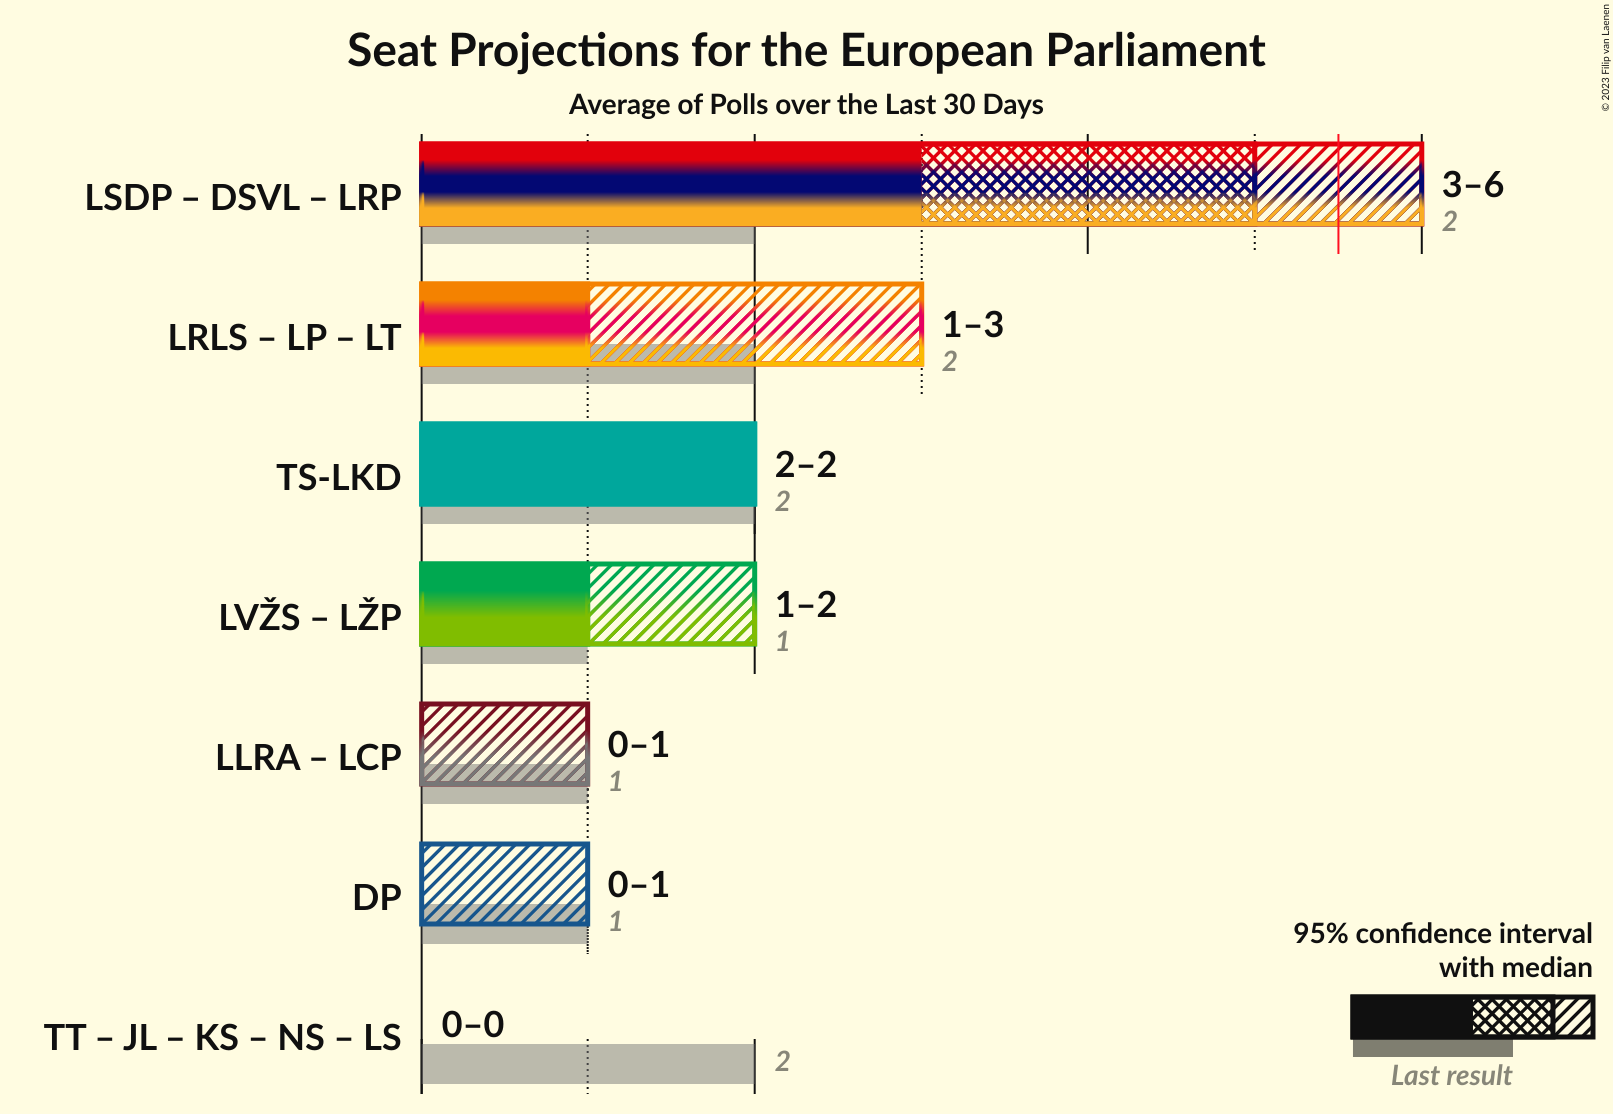 Seat Projections for the European Parliament
Average of Polls over the Last 30 Days
© 2023 Filip van Laenen
LSDP – DSVL – LRP
3–6
2
LRLS – LP – LT
1–3
2
TS-LKD
2–2
2
LVŽS – LŽP
1–2
1
LLRA – LCP
0–1
1
DP
0–1
1
TT – JL – KS – NS – LS
0–0
2
95% confidence interval
with median
Last result